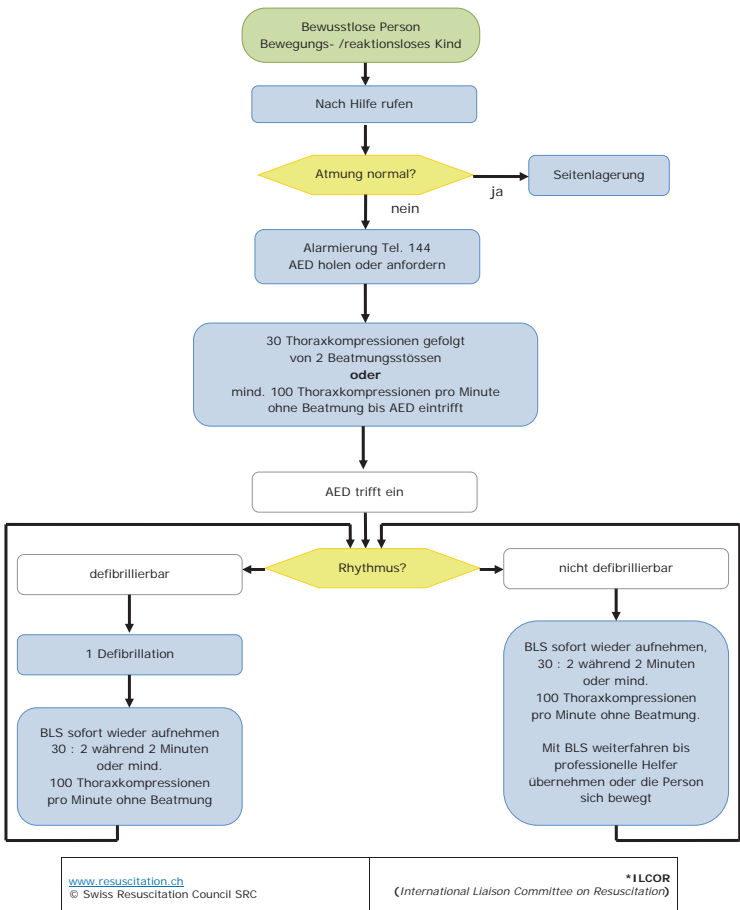 Bewusstlose Person
Bewegungs- /reaktionsloses Kind
Nach Hilfe rufen
Atmung normal?
ja
Seitenlagerung
nein
Alarmierung Tel. 144
AED holen oder anfordern
30 Thoraxkompressionen gefolgt
von 2 Beatmungsstössen
oder
mind. 100 Thoraxkompressionen pro Minute
ohne Beatmung bis AED eintrifft
AED trifft ein
Rhythmus?
defibrillierbar
1 Defibrillation
BLS sofort wieder aufnehmen
30 : 2 während 2 Minuten
oder mind.
100 Thoraxkompressionen
pro Minute ohne Beatmung
nicht defibrillierbar
BLS sofort wieder aufnehmen,
30 : 2 während 2 Minuten
oder mind.
100 Thoraxkompressionen
pro Minute ohne Beatmung.
Mit BLS weiterfahren bis
professionelle Helfer
übernehmen oder die Person
sich bewegt
www.resuscitation.ch
© Swiss Resuscitation Council SRC
*ILCOR
(International Liaison Committee on Resuscitation)